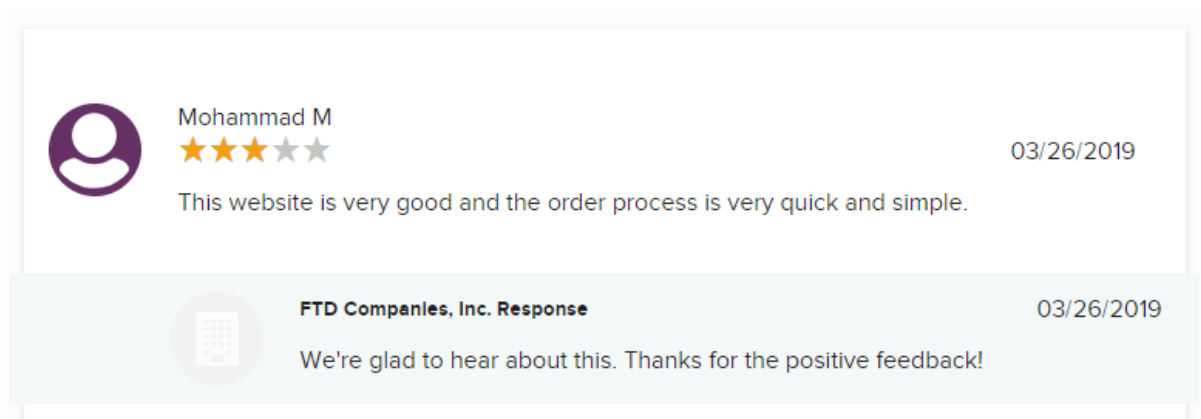 Mohammad M
03/26/2019
This website is very good and the order process is very quick and simple.
FTD Companies, Inc. Response
03/26/2019
We're glad to hear about this. Thanks for the positive feedback!